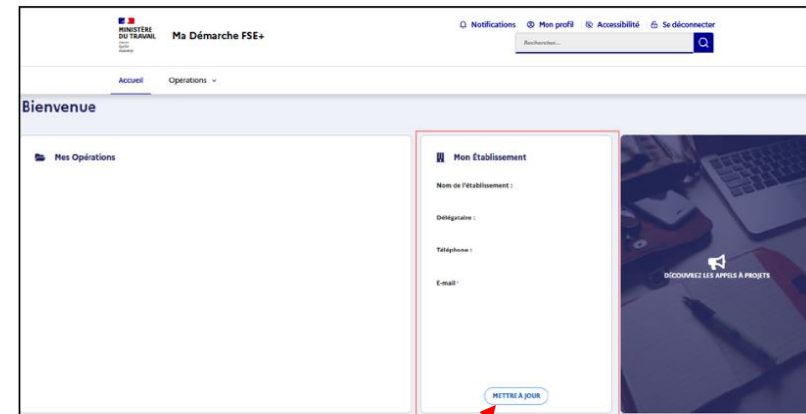 MINISTÈRE
DU TRAVAIL
Ma Démarche FSE+
Notifications
Mon profil
Accessibilité
Se déconnecter
Rechercher...
Accueil
Opérations
Bienvenue
Mes Opérations
Mon Établissement
Nom de l'établissement :
Délégataire :
Téléphone :
E-mail :
METTRE À JOUR
DÉCOUVREZ LES APPELS À PROJETS